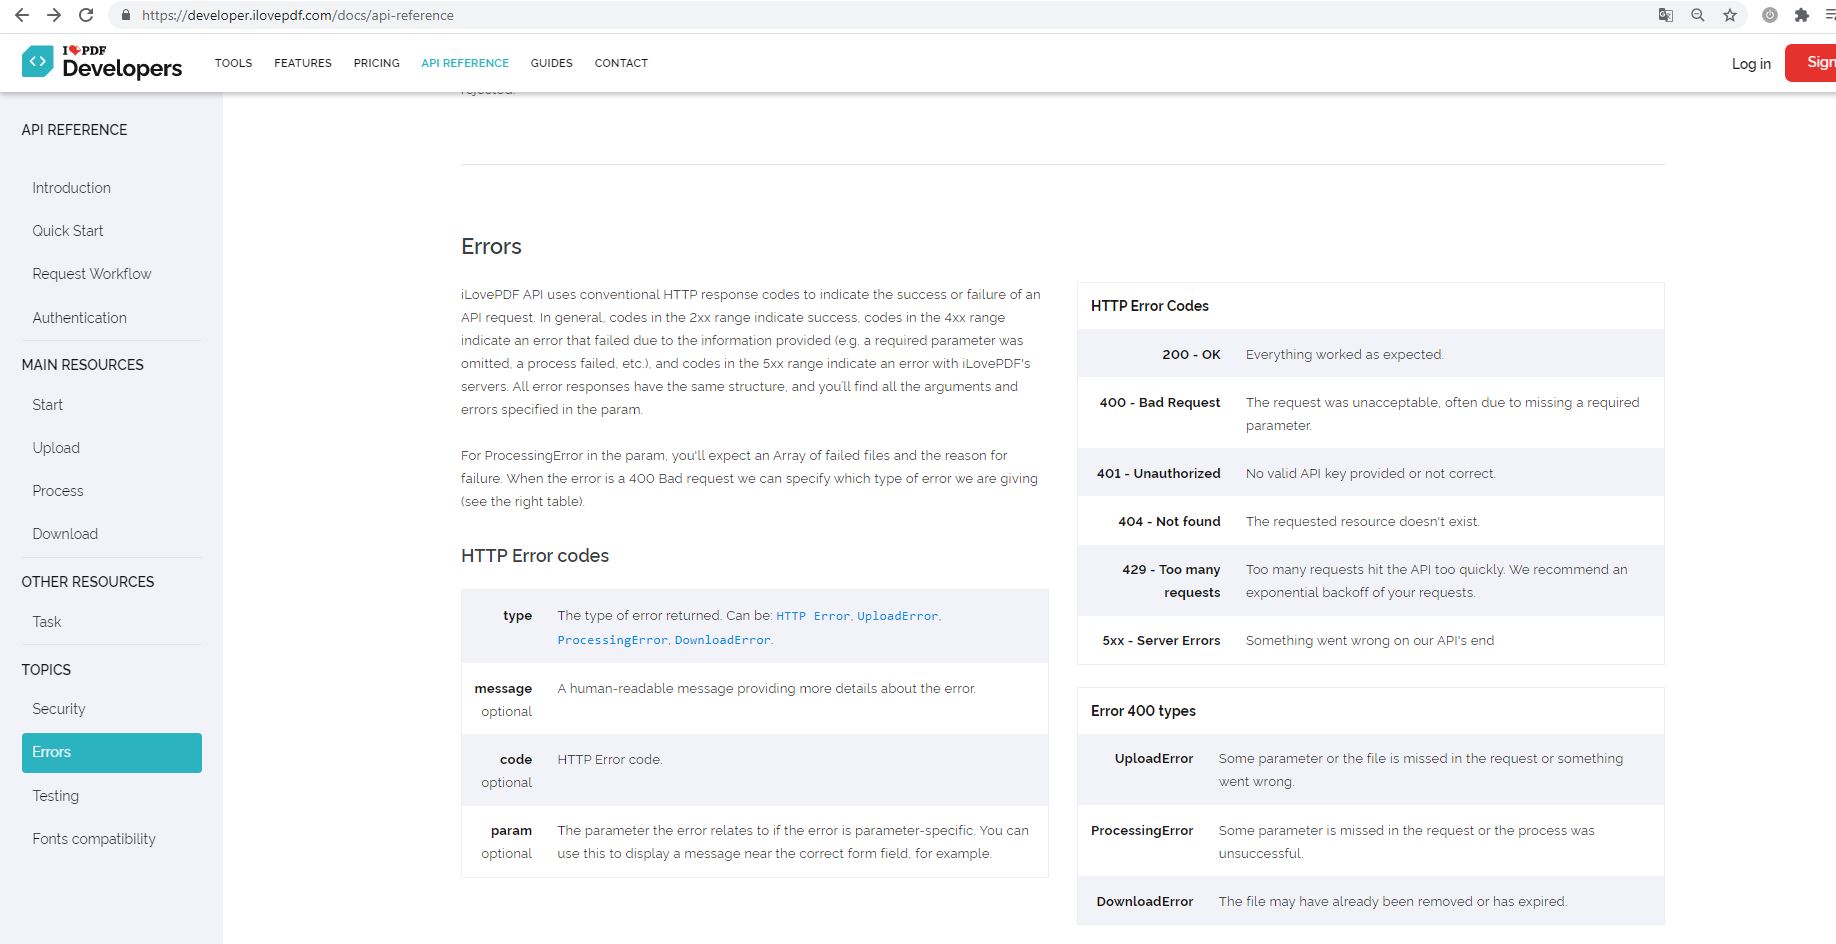 https://developer.ilovepdf.com/docs/api-reference
I PDF
Developers
TOOLS
FEATURES
PRICING
API REFERENCE
GUIDES
CONTACT
Log in
Sign
API REFERENCE
Introduction
Quick Start
Request Workflow
Authentication
MAIN RESOURCES
Start
Upload
Process
Download
OTHER RESOURCES
Task
TOPICS
Security
Errors
Testing
Fonts compatibility
rejected.
Errors
iLovePDF API uses conventional HTTP response codes to indicate the success or failure of an
API request. In general, codes in the 2xx range indicate success, codes in the 4xx range
indicate an error that failed due to the information provided (e.g. a required parameter was
omitted, a process failed, etc.), and codes in the 5xx range indicate an error with iLovePDF's
servers. All error responses have the same structure, and you'll find all the arguments and
errors specified in the param.
For ProcessingError in the param, you'll expect an Array of failed files and the reason for
failure. When the error is a 400 Bad request we can specify which type of error we are giving
(see the right table).
HTTP Error codes
type The type of error returned. Can be: HTTP Error, UploadError,
ProcessingError, DownloadError.
message A human-readable message providing more details about the error.
optional
code HTTP Error code.
optional
param The parameter the error relates to if the error is parameter-specific. You can
optional use this to display a message near the correct form field, for example.
HTTP Error Codes
200 - OK Everything worked as expected.
400 - Bad Request The request was unacceptable, often due to missing a required
parameter.
401 - Unauthorized No valid API key provided or not correct.
404 - Not found The requested resource doesn't exist.
429 - Too many Too many requests hit the API too quickly. We recommend an
requests exponential backoff of your requests.
5xx - Server Errors Something went wrong on our API's end
Error 400 types
UploadError Some parameter or the file is missed in the request or something
went wrong.
ProcessingError Some parameter is missed in the request or the process was
unsuccessful.
DownloadError The file may have already been removed or has expired.